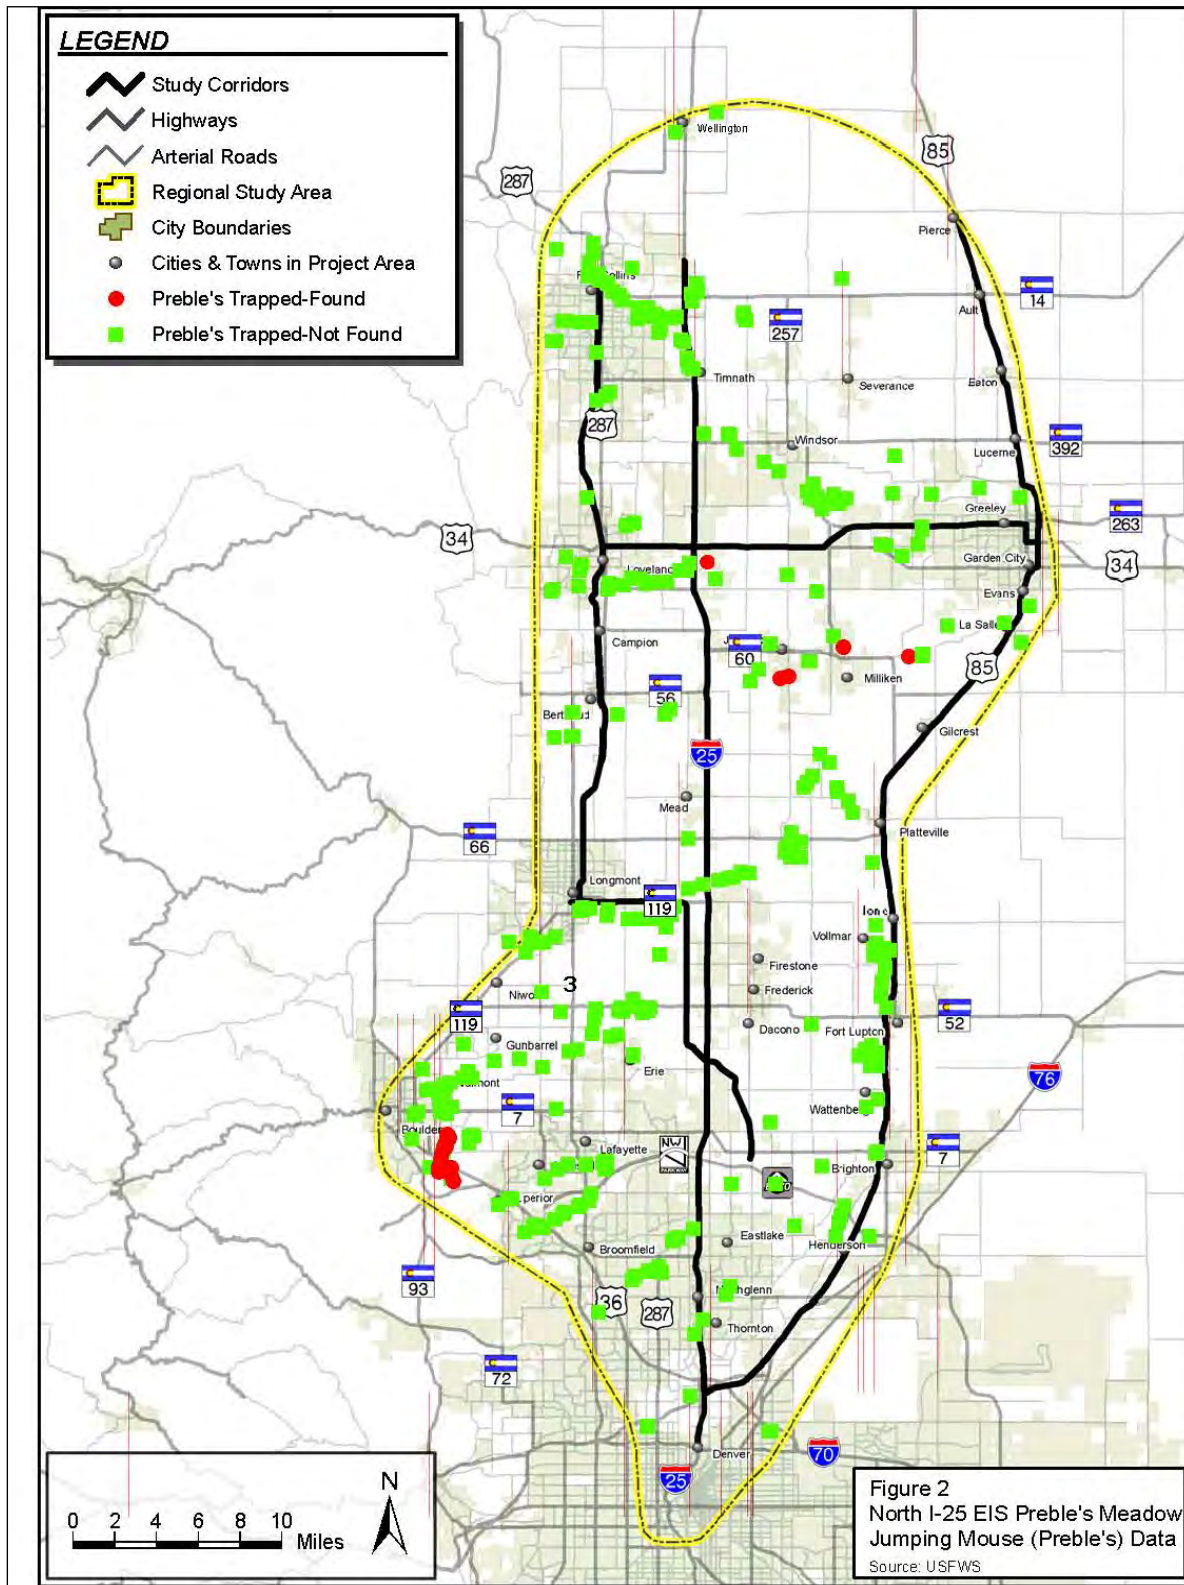 LEGEND
Study Corridors
Highways
Arterial Roads
Regional Study Area
City Boundaries
Cities & Towns in Project Area
Preble's Trapped-Found
Preble's Trapped-Not Found
Wellington
85
287
Pierce
14
Ault
257
Timnath
Severance
Eaton
287
Windsor
Lucerne
392
Greeley
263
34
Garden City
34
Loveland
Evans
La Salle
Campion
60
85
Milliken
56
Gilcrest
25
Mead
66
Platteville
Longmont
119
Vollmar
Firestone
3
Frederick
119
Dacono
Fort Lupton
52
Gunbarrel
Erie
76
7
Wattenberg
Boulder
Lafayette
NW
PARKWAY
7
Brighton
Eastlake
Henderson
Broomfield
93
36
287
Thornton
72
Denver
70
25
N
0 2 4 6 8 10
Miles
Figure 2
North I-25 EIS Preble's Meadow
Jumping Mouse (Preble's) Data
Source: USFWS